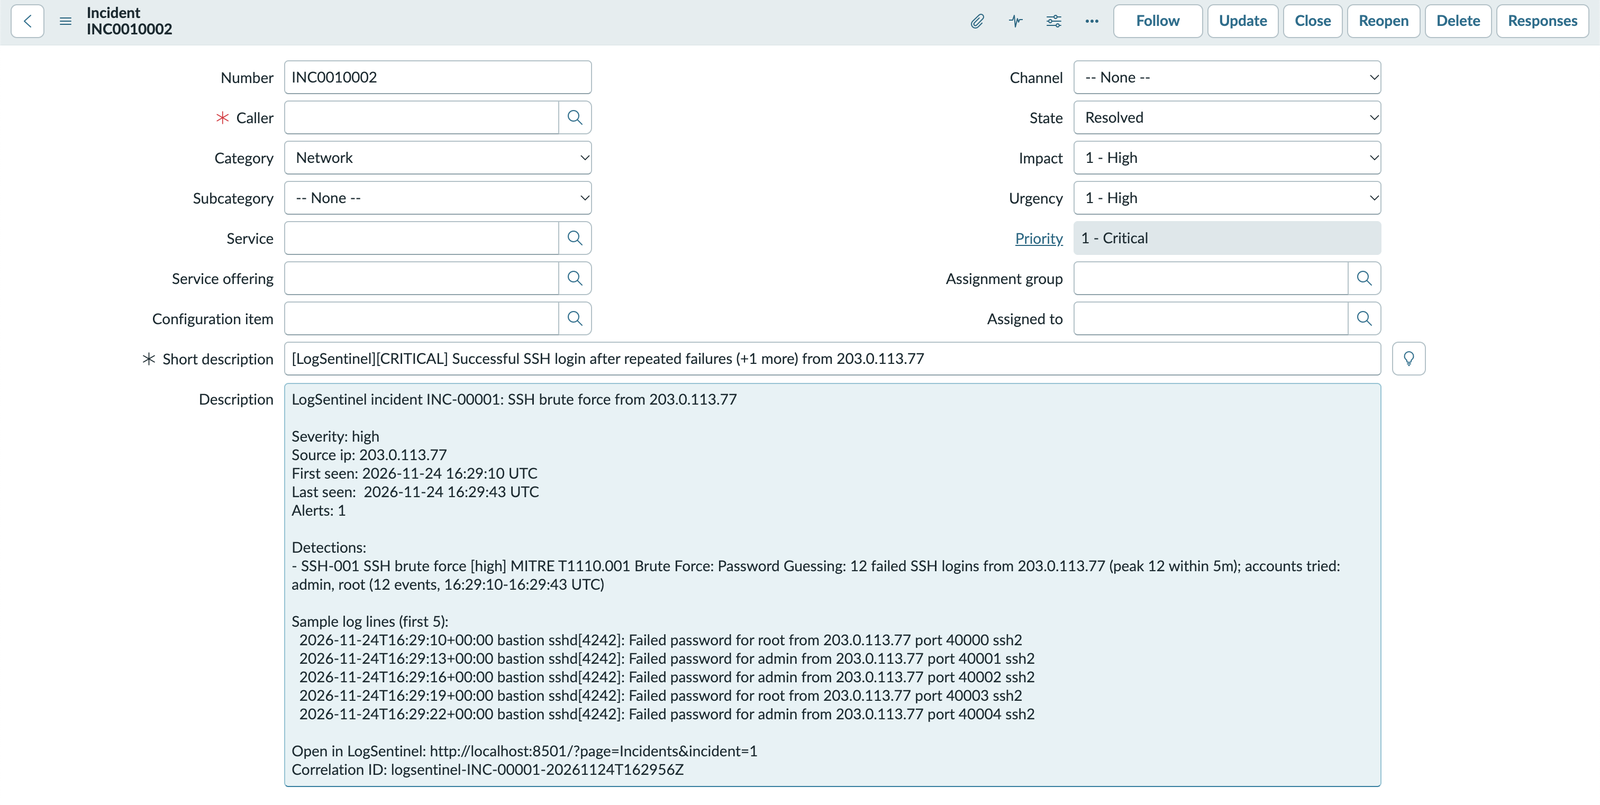 Incident
INC0010002
Follow
Update
Close
Reopen
Delete
Responses
Number
INC0010002
Channel
-- None --
Caller
State
Resolved
Category
Network
Impact
1 - High
Subcategory
-- None --
Urgency
1 - High
Service
Priority
1 - Critical
Service offering
Assignment group
Configuration item
Assigned to
Short description
[LogSentinel][CRITICAL] Successful SSH login after repeated failures (+1 more) from 203.0.113.77
Description
LogSentinel incident INC-00001: SSH brute force from 203.0.113.77
Severity: high
Source ip: 203.0.113.77
First seen: 2026-11-24 16:29:10 UTC
Last seen:  2026-11-24 16:29:43 UTC
Alerts: 1
Detections:
- SSH-001 SSH brute force [high] MITRE T1110.001 Brute Force: Password Guessing: 12 failed SSH logins from 203.0.113.77 (peak 12 within 5m); accounts tried:
admin, root (12 events, 16:29:10-16:29:43 UTC)
Sample log lines (first 5):
2026-11-24T16:29:10+00:00 bastion sshd[4242]: Failed password for root from 203.0.113.77 port 40000 ssh2
2026-11-24T16:29:13+00:00 bastion sshd[4242]: Failed password for admin from 203.0.113.77 port 40001 ssh2
2026-11-24T16:29:16+00:00 bastion sshd[4242]: Failed password for admin from 203.0.113.77 port 40002 ssh2
2026-11-24T16:29:19+00:00 bastion sshd[4242]: Failed password for root from 203.0.113.77 port 40003 ssh2
2026-11-24T16:29:22+00:00 bastion sshd[4242]: Failed password for admin from 203.0.113.77 port 40004 ssh2
Open in LogSentinel: http://localhost:8501/?page=Incidents&incident=1
Correlation ID: logsentinel-INC-00001-20261124T162956Z